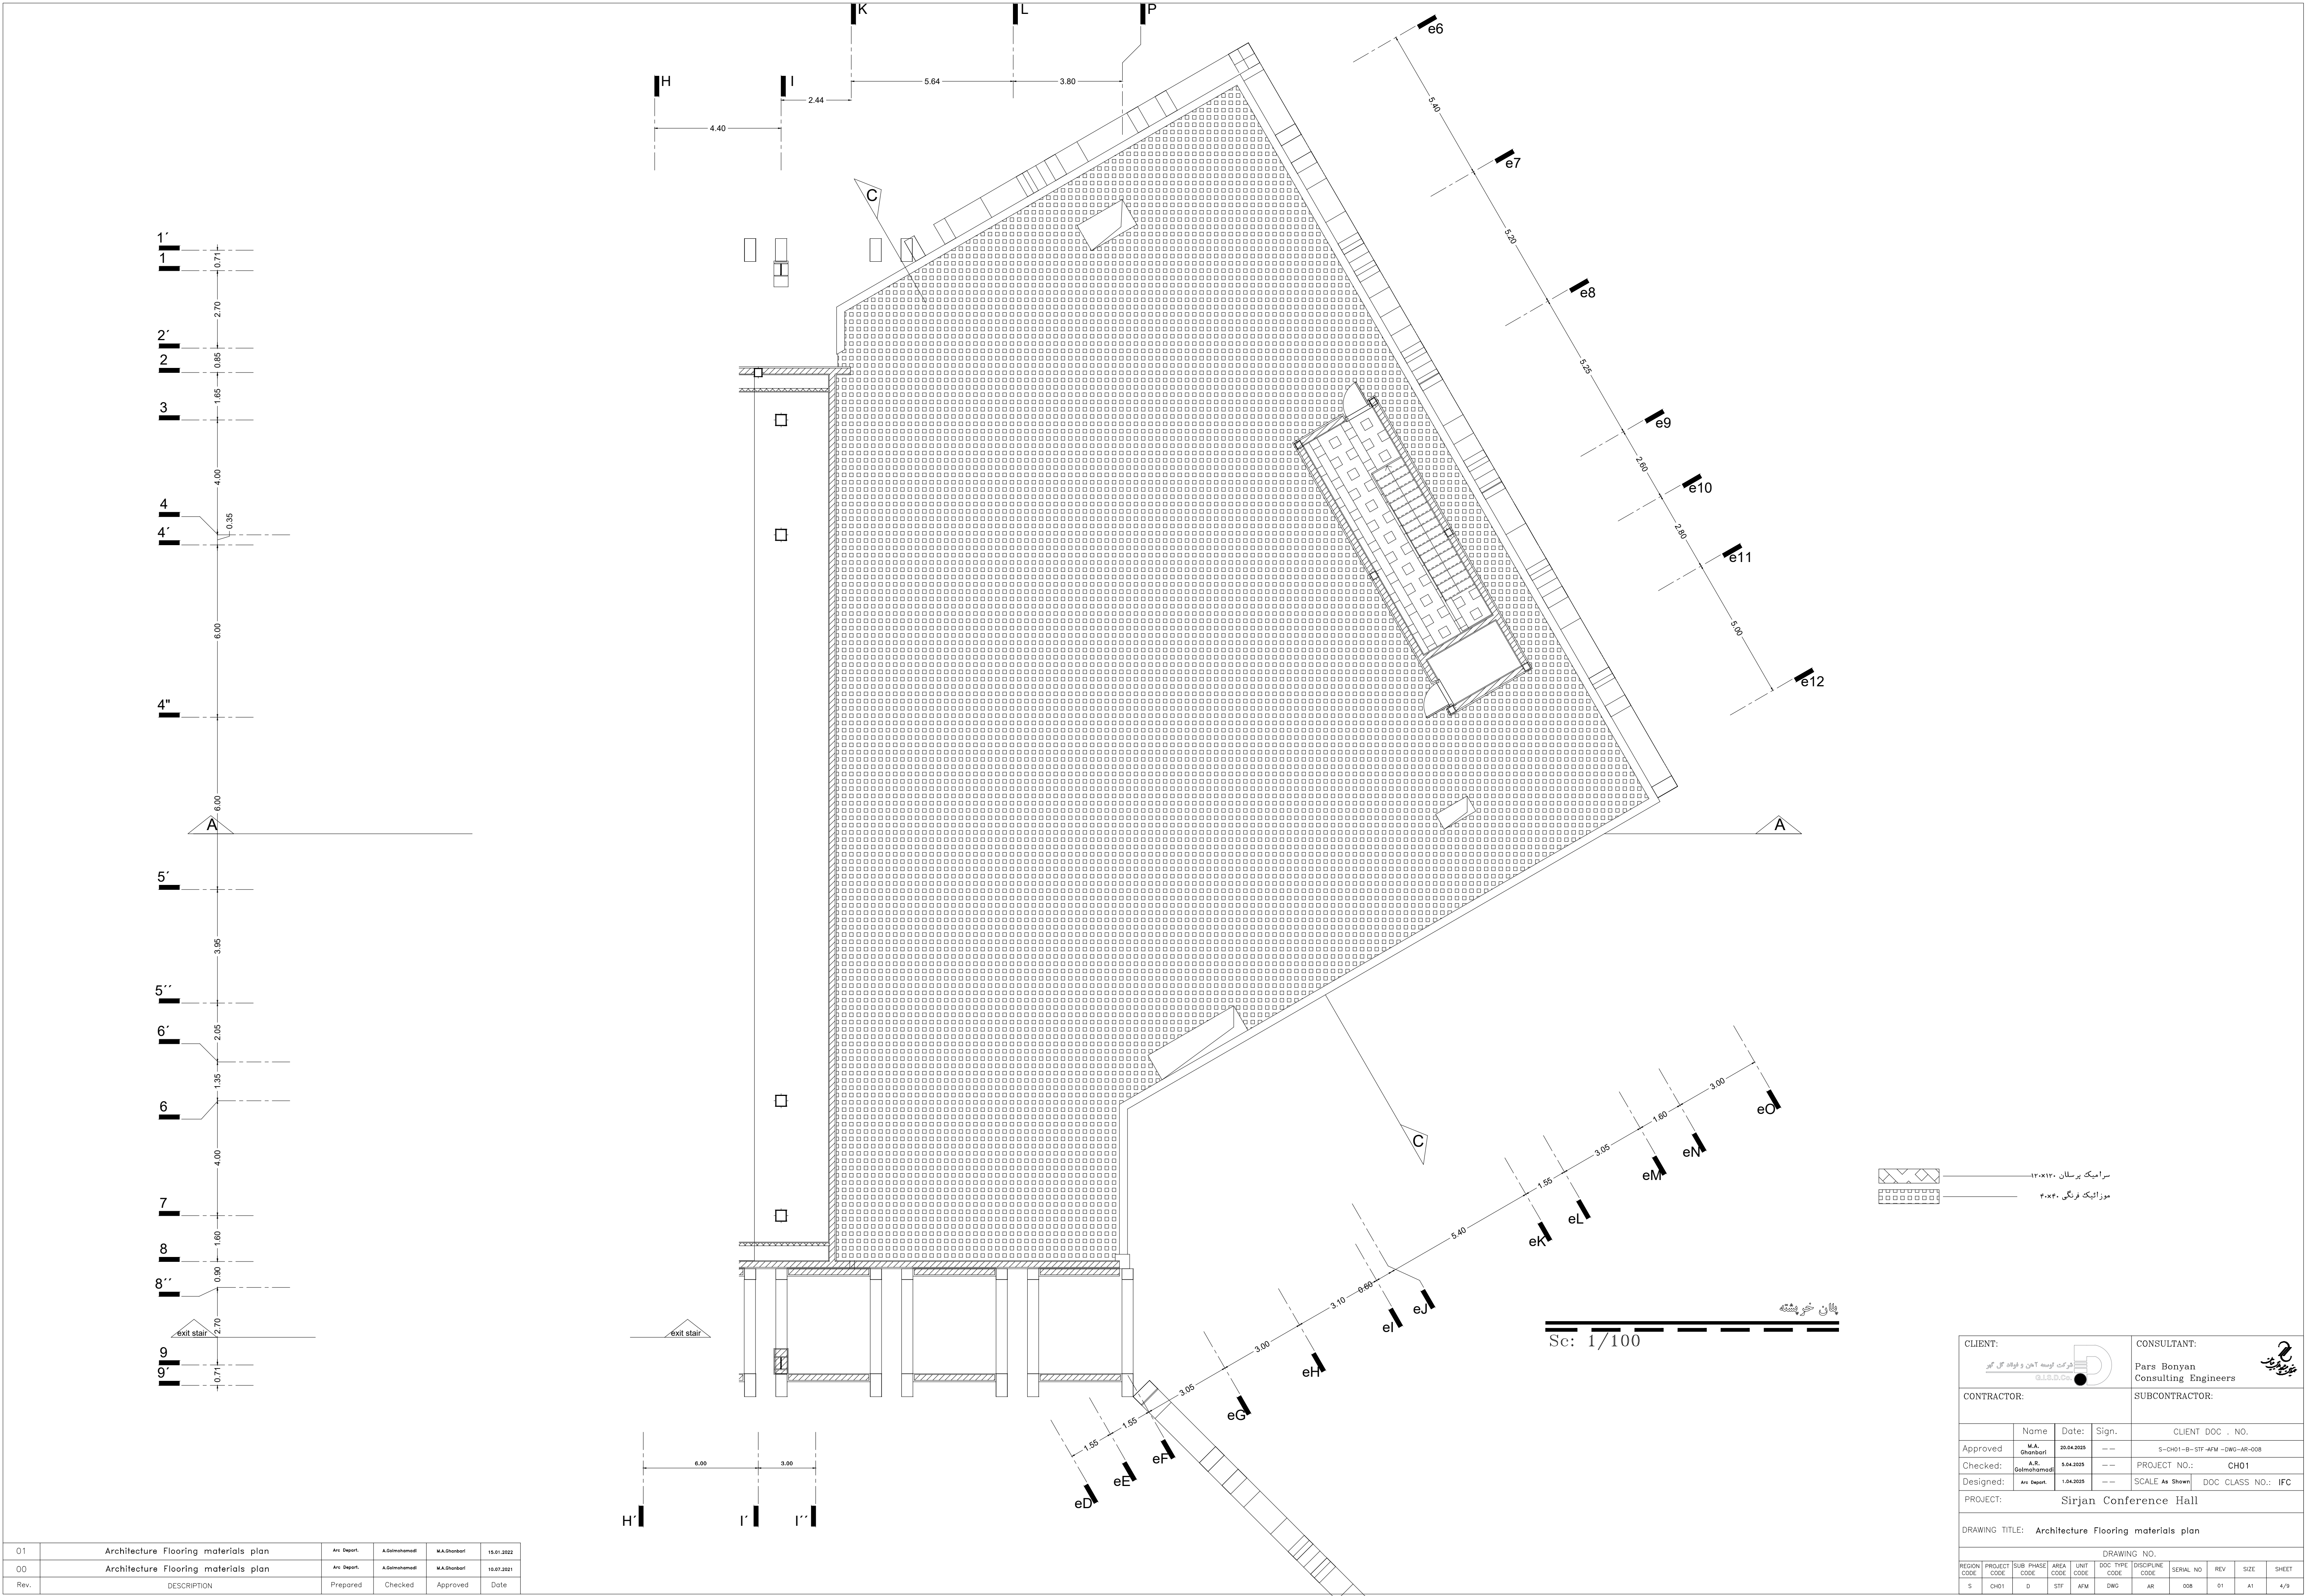 K
L
P
H
I
5.64
3.80
2.44
4.40
C
e6
5.40
e7
5.20
e8
5.25
e9
2.60
e10
2.80
e11
5.00
e12
1´
0.71
1
2.70
2´
0.85
2
1.65
3
4.00
4
0.35
4´
6.00
4"
6.00
A
A
5´
3.95
5´´
2.05
6´
1.35
6
4.00
7
1.60
8
0.90
8´´
2.70
exit stair
exit stair
9
0.71
9´
C
3.00
eO
1.60
eN
3.05
eM
1.55
eL
5.40
eK
0.60
eJ
3.10
eI
3.00
eH
3.05
eG
1.55
eF
1.55
eE
eD
6.00
3.00
H´
I´
I´´
سرامیک پرسلان ۱۲۰×۱۲۰
موزائیک فرنگی ۴۰×۴۰
پلان خرپشته
Sc: 1/100
CLIENT:
CONSULTANT:
G.I.S.D.Co.
Pars Bonyan
Consulting Engineers
CONTRACTOR:
SUBCONTRACTOR:
Name Date: Sign. CLIENT DOC . NO.
Approved M.A. Ghanbari 20.04.2025 -- S-CH01-B-STF-AFM-DWG-AR-008
Checked: A.R. Golmohamadi 5.04.2025 -- PROJECT NO.: CH01
Designed: Arc Depart. 1.04.2025 -- SCALE As Shown DOC CLASS NO.: IFC
PROJECT: Sirjan Conference Hall
DRAWING TITLE: Architecture Flooring materials plan
DRAWING NO.
REGION CODE PROJECT CODE SUB PHASE CODE AREA CODE UNIT CODE DOC TYPE CODE DISCIPLINE CODE SERIAL NO REV SIZE SHEET
S CH01 D STF AFM DWG AR 008 01 A1 4/9
01 Architecture Flooring materials plan Arc Depart. A.Golmohamadi M.A.Ghanbari 15.01.2022
00 Architecture Flooring materials plan Arc Depart. A.Golmohamadi M.A.Ghanbari 10.07.2021
Rev. DESCRIPTION Prepared Checked Approved Date